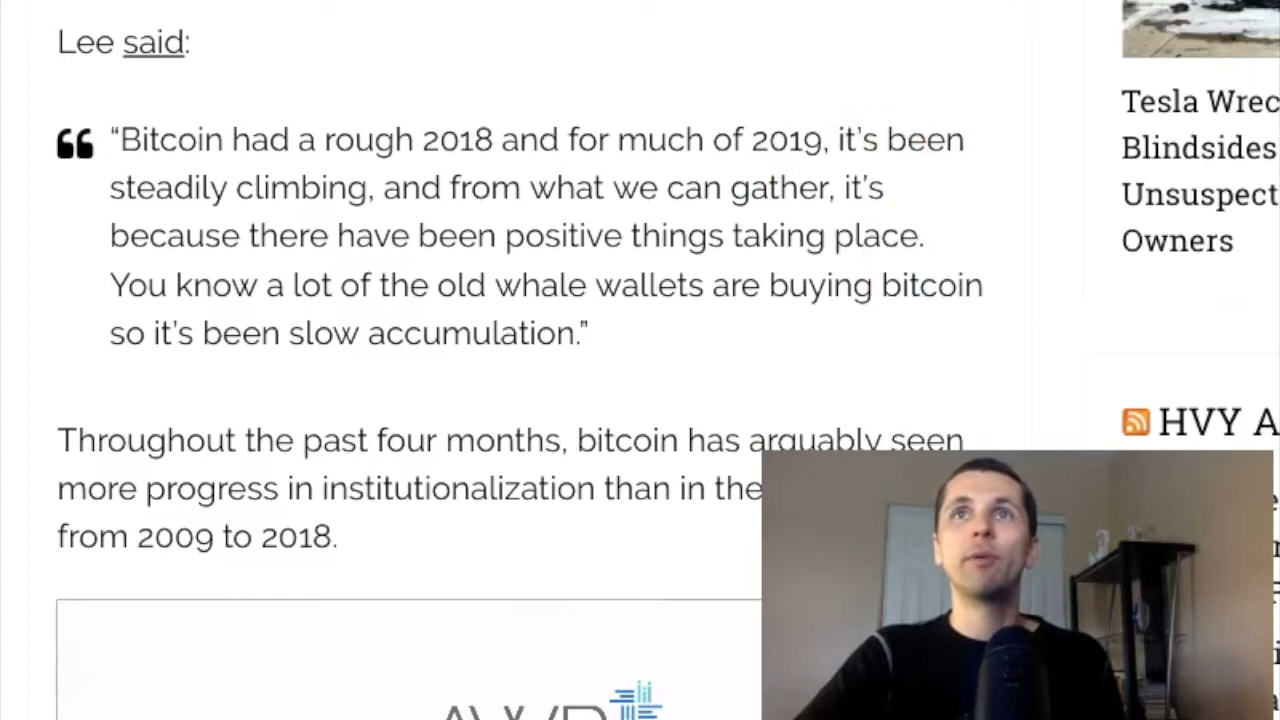 Lee said:
“Bitcoin had a rough 2018 and for much of 2019, it’s been
steadily climbing, and from what we can gather, it’s
because there have been positive things taking place.
You know a lot of the old whale wallets are buying bitcoin
so it’s been slow accumulation.”
Throughout the past four months, bitcoin has arguably seen
more progress in institutionalization than in the
from 2009 to 2018.
Tesla Wrec
Blindsides
Unsuspect
Owners
HVY A